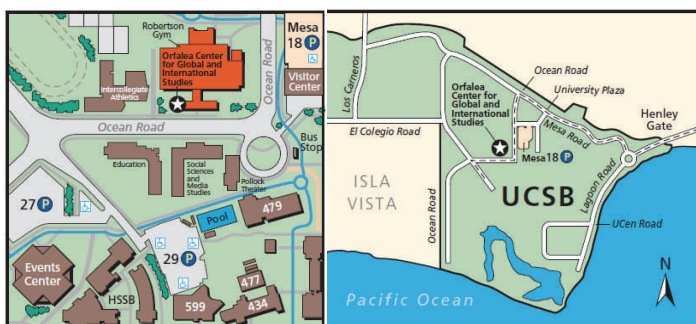 Robertson
Gym
Orfalea Center
for Global and
International
Studies
Mesa
18 P
Visitor
Center
Ocean Road
Intercollegiate
Athletics
Ocean Road
Bus
Stop
Education
Social
Sciences
and
Media
Studies
Pollock
Theater
27 P
479
Pool
29 P
Events
Center
HSSB
599
477
434
Los Carneros
Ocean Road
University Plaza
Orfalea
Center for
Global and
International
Studies
Mesa Road
Henley
Gate
El Colegio Road
Mesa 18 P
ISLA
VISTA
UCSB
Lagoon Road
Ocean Road
UCen Road
Pacific Ocean
N